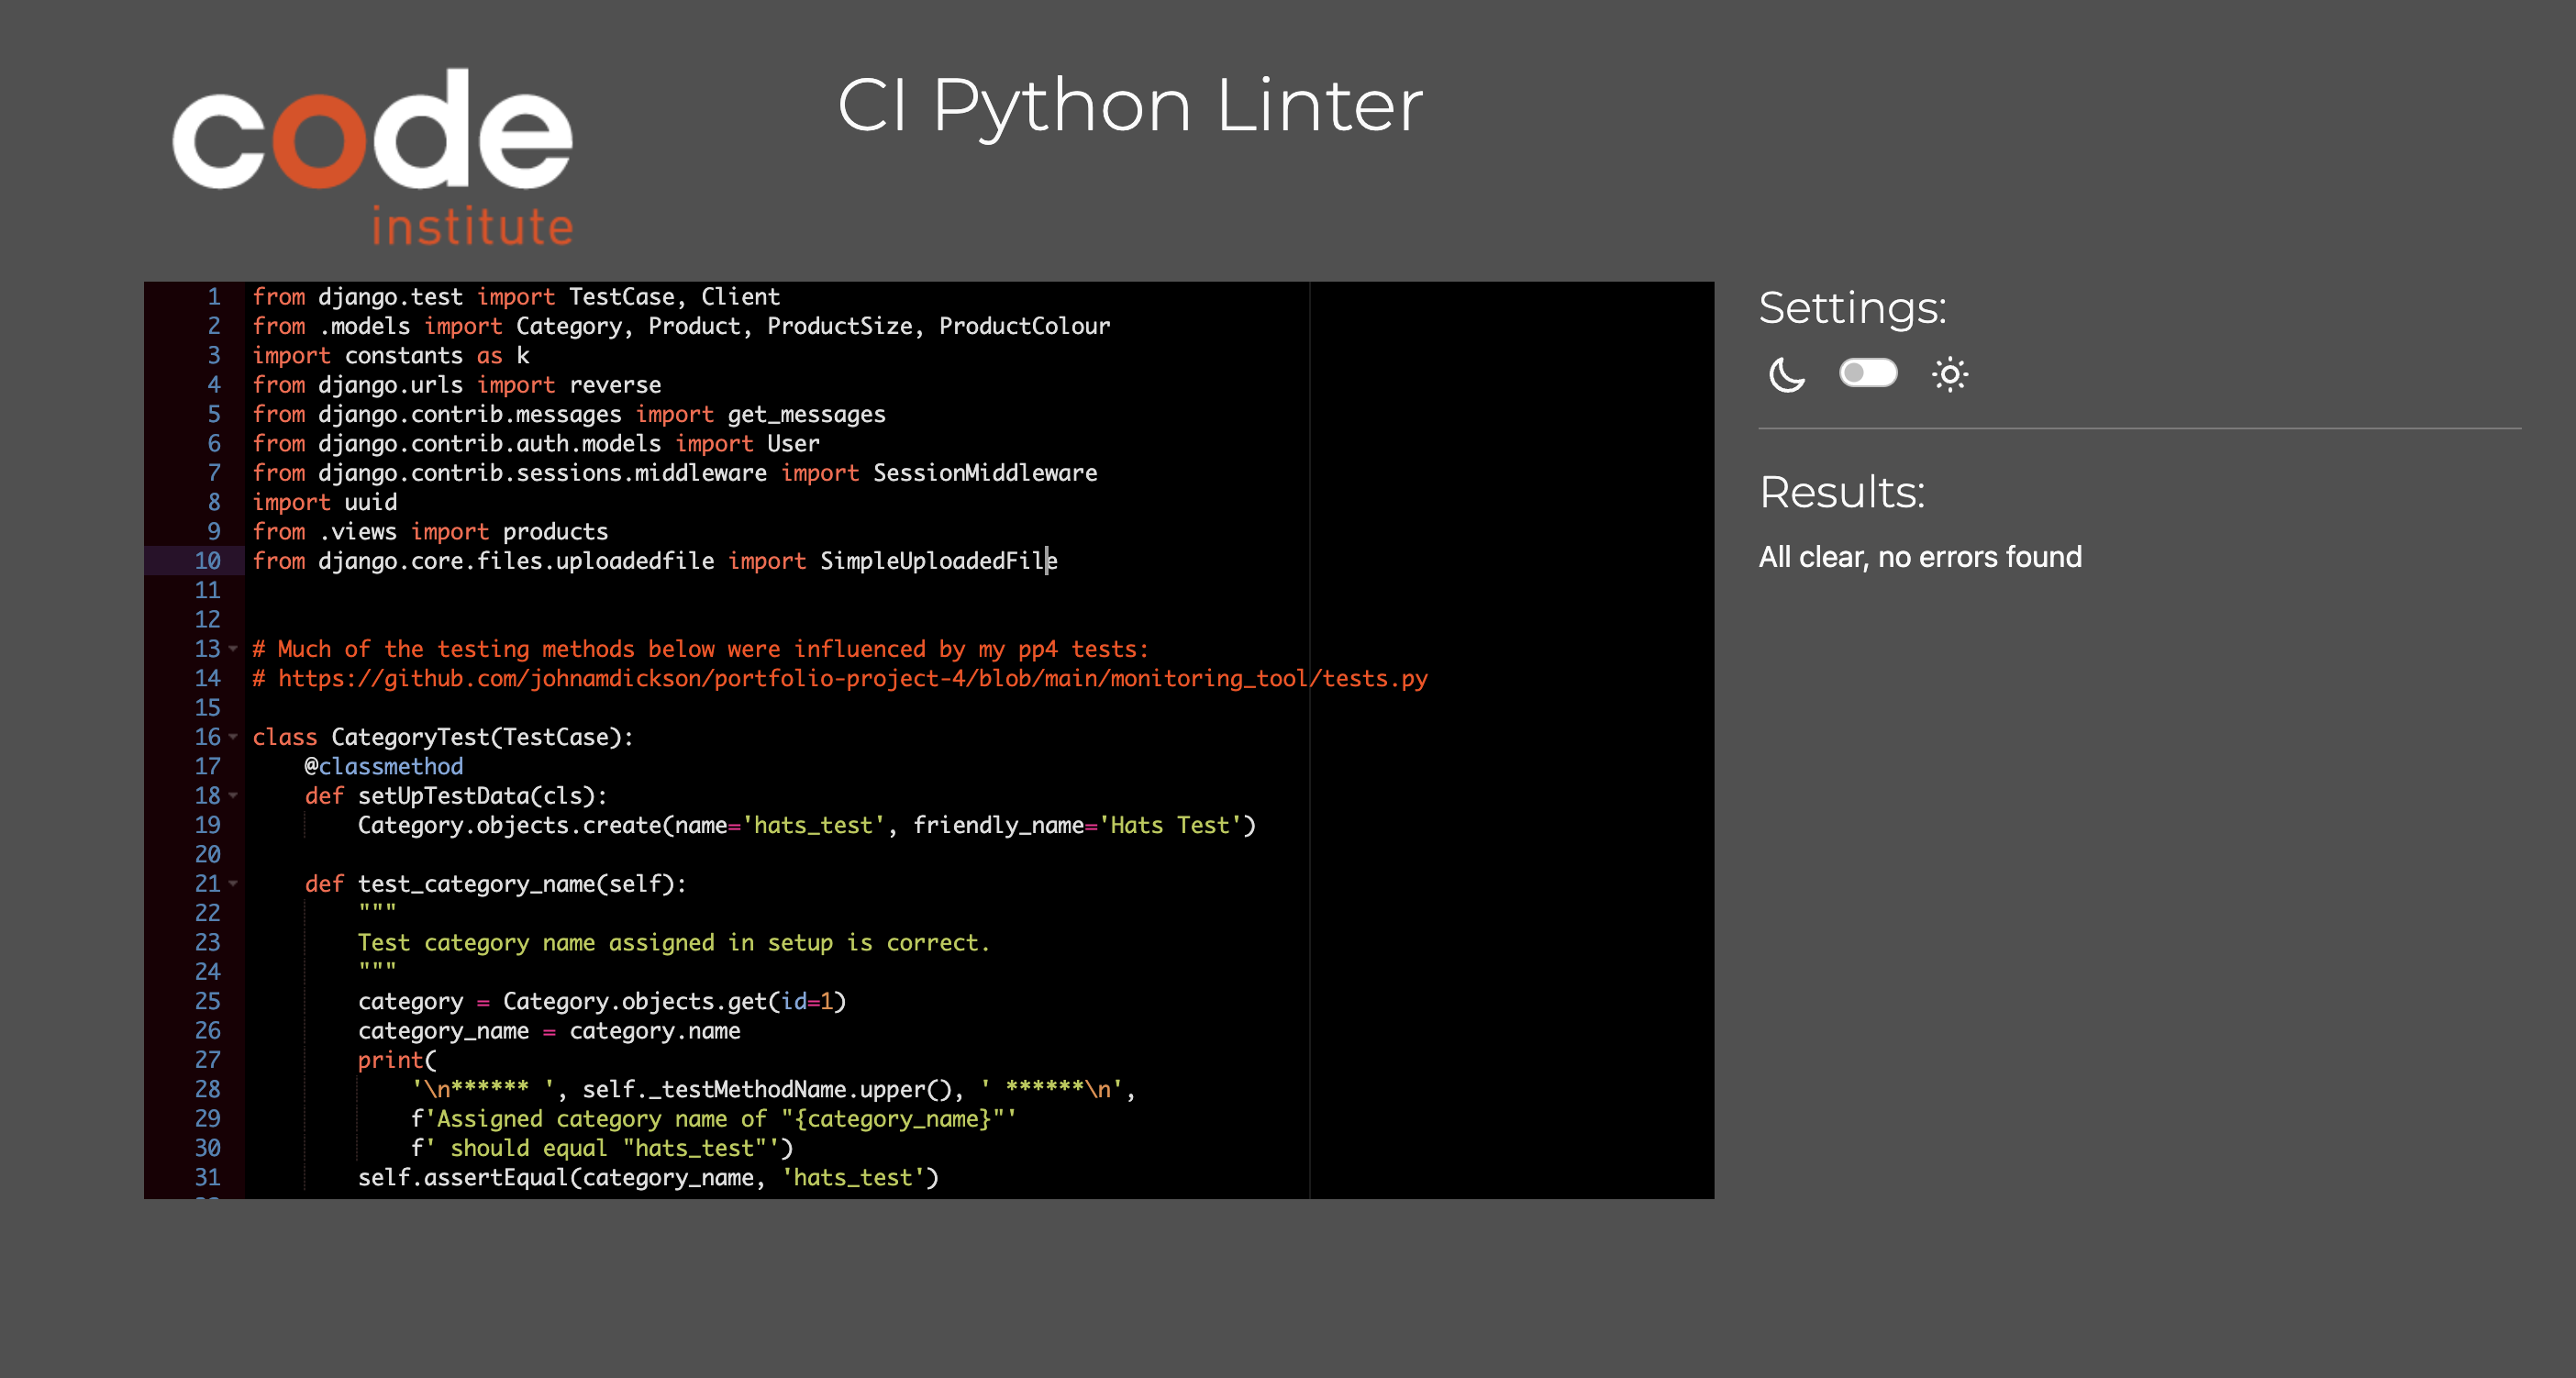 code
institute
CI Python Linter
1 from django.test import TestCase, Client
2 from .models import Category, Product, ProductSize, ProductColour
3 import constants as k
4 from django.urls import reverse
5 from django.contrib.messages import get_messages
6 from django.contrib.auth.models import User
7 from django.contrib.sessions.middleware import SessionMiddleware
8 import uuid
9 from .views import products
10 from django.core.files.uploadedfile import SimpleUploadedFile
11
12
13 # Much of the testing methods below were influenced by my pp4 tests:
14 # https://github.com/johnamdickson/portfolio-project-4/blob/main/monitoring_tool/tests.py
15
16 class CategoryTest(TestCase):
17     @classmethod
18     def setUpTestData(cls):
19         Category.objects.create(name='hats_test', friendly_name='Hats Test')
20
21     def test_category_name(self):
22         """
23         Test category name assigned in setup is correct.
24         """
25         category = Category.objects.get(id=1)
26         category_name = category.name
27         print(
28             '\n****** ', self._testMethodName.upper(), ' ******\n',
29             f'Assigned category name of "{category_name}"'
30             f' should equal "hats_test"')
31         self.assertEqual(category_name, 'hats_test')
Settings:
Results:
All clear, no errors found